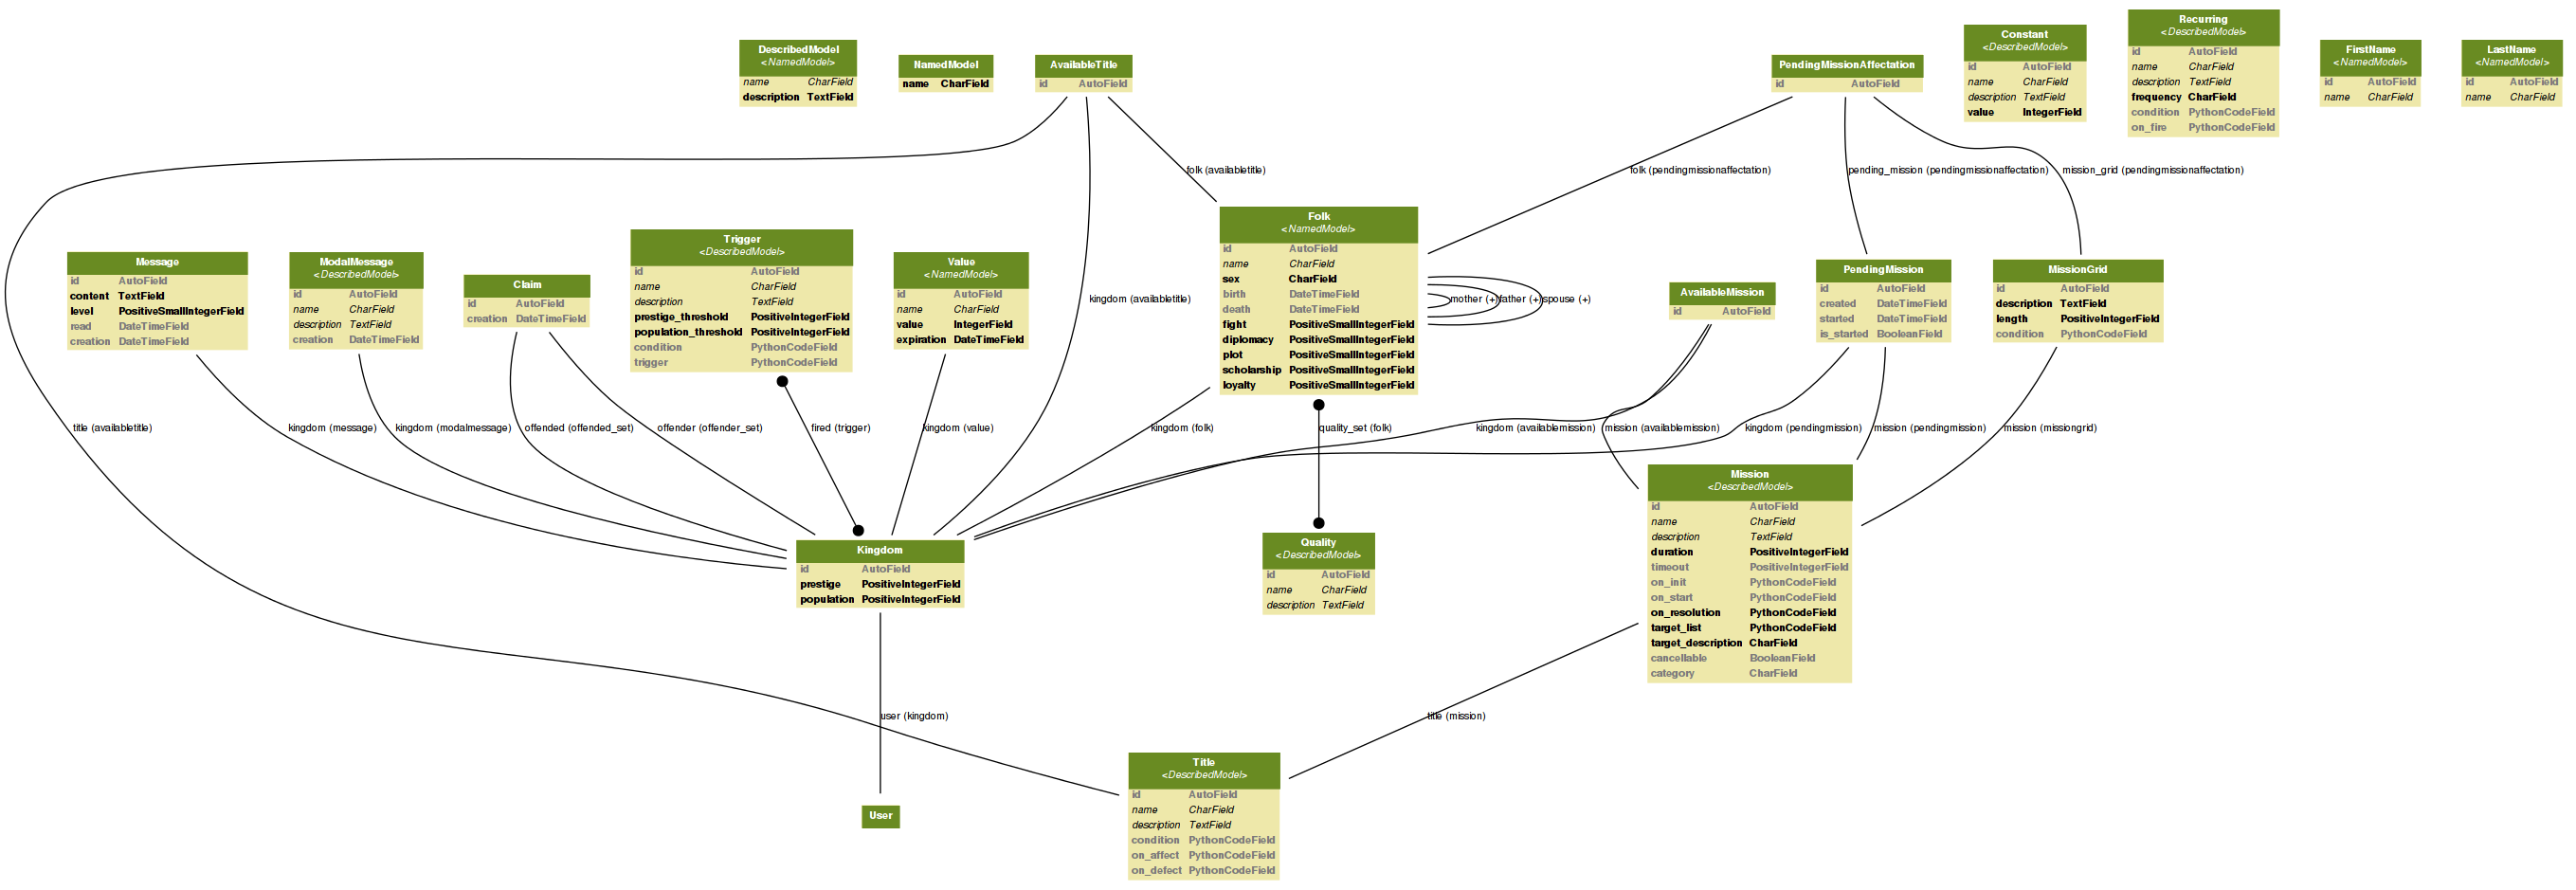 DescribedModel
<NamedModel>
name CharField
description TextField
NamedModel
name CharField
AvailableTitle
id AutoField
PendingMissionAffectation
id AutoField
Constant
<DescribedModel>
id AutoField
name CharField
description TextField
value IntegerField
Recurring
<DescribedModel>
id AutoField
name CharField
description TextField
frequency CharField
condition PythonCodeField
on_fire PythonCodeField
FirstName
<NamedModel>
id AutoField
name CharField
LastName
<NamedModel>
id AutoField
name CharField
folk (availabletitle)
folk (pendingmissionaffectation)
pending_mission (pendingmissionaffectation)
mission_grid (pendingmissionaffectation)
Message
id AutoField
content TextField
level PositiveSmallIntegerField
read DateTimeField
creation DateTimeField
ModalMessage
<DescribedModel>
id AutoField
name CharField
description TextField
creation DateTimeField
Claim
id AutoField
creation DateTimeField
Trigger
<DescribedModel>
id AutoField
name CharField
description TextField
prestige_threshold PositiveIntegerField
population_threshold PositiveIntegerField
condition PythonCodeField
trigger PythonCodeField
Value
<NamedModel>
id AutoField
name CharField
value IntegerField
expiration DateTimeField
kingdom (availabletitle)
Folk
<NamedModel>
id AutoField
name CharField
sex CharField
birth DateTimeField
death DateTimeField
fight PositiveSmallIntegerField
diplomacy PositiveSmallIntegerField
plot PositiveSmallIntegerField
scholarship PositiveSmallIntegerField
loyalty PositiveSmallIntegerField
mother (+)
father (+)
spouse (+)
AvailableMission
id AutoField
PendingMission
id AutoField
created DateTimeField
started DateTimeField
is_started BooleanField
MissionGrid
id AutoField
description TextField
length PositiveIntegerField
condition PythonCodeField
title (availabletitle)
kingdom (message)
kingdom (modalmessage)
offended (offended_set)
offender (offender_set)
fired (trigger)
kingdom (value)
kingdom (folk)
quality_set (folk)
kingdom (availablemission)
mission (availablemission)
kingdom (pendingmission)
mission (pendingmission)
mission (missiongrid)
Kingdom
id AutoField
prestige PositiveIntegerField
population PositiveIntegerField
Quality
<DescribedModel>
id AutoField
name CharField
description TextField
Mission
<DescribedModel>
id AutoField
name CharField
description TextField
duration PositiveIntegerField
timeout PositiveIntegerField
on_init PythonCodeField
on_start PythonCodeField
on_resolution PythonCodeField
target_list PythonCodeField
target_description CharField
cancellable BooleanField
category CharField
user (kingdom)
title (mission)
User
Title
<DescribedModel>
id AutoField
name CharField
description TextField
condition PythonCodeField
on_affect PythonCodeField
on_defect PythonCodeField